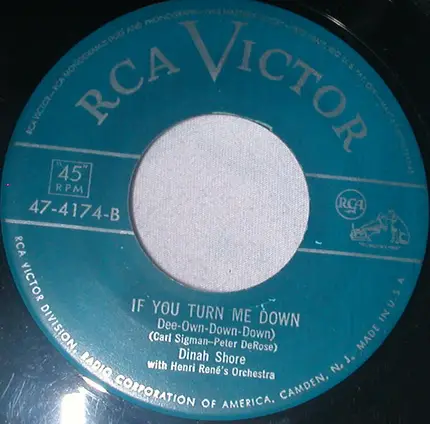 RCA VICTOR
"45"
RPM
47-4174-B
RCA
IF YOU TURN ME DOWN
Dee-Own-Down-Down)
(Carl Sigman—Peter DeRose)
Dinah Shore
with Henri René's Orchestra
RCA VICTOR DIVISION, RADIO CORPORATION OF AMERICA, CAMDEN, N. J. MADE IN U.S.A.